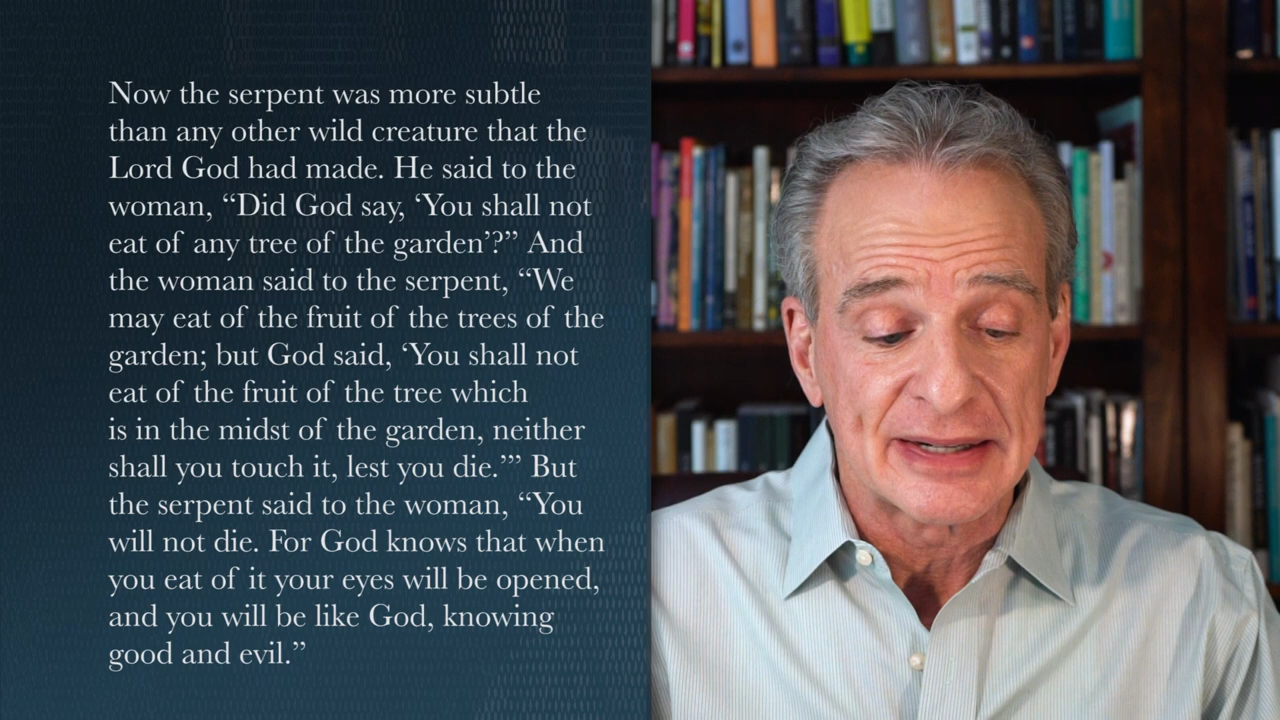 Now the serpent was more subtle
than any other wild creature that the
Lord God had made. He said to the
woman, “Did God say, ‘You shall not
eat of any tree of the garden’?” And
the woman said to the serpent, “We
may eat of the fruit of the trees of the
garden; but God said, ‘You shall not
eat of the fruit of the tree which
is in the midst of the garden, neither
shall you touch it, lest you die.’” But
the serpent said to the woman, “You
will not die. For God knows that when
you eat of it your eyes will be opened,
and you will be like God, knowing
good and evil.”